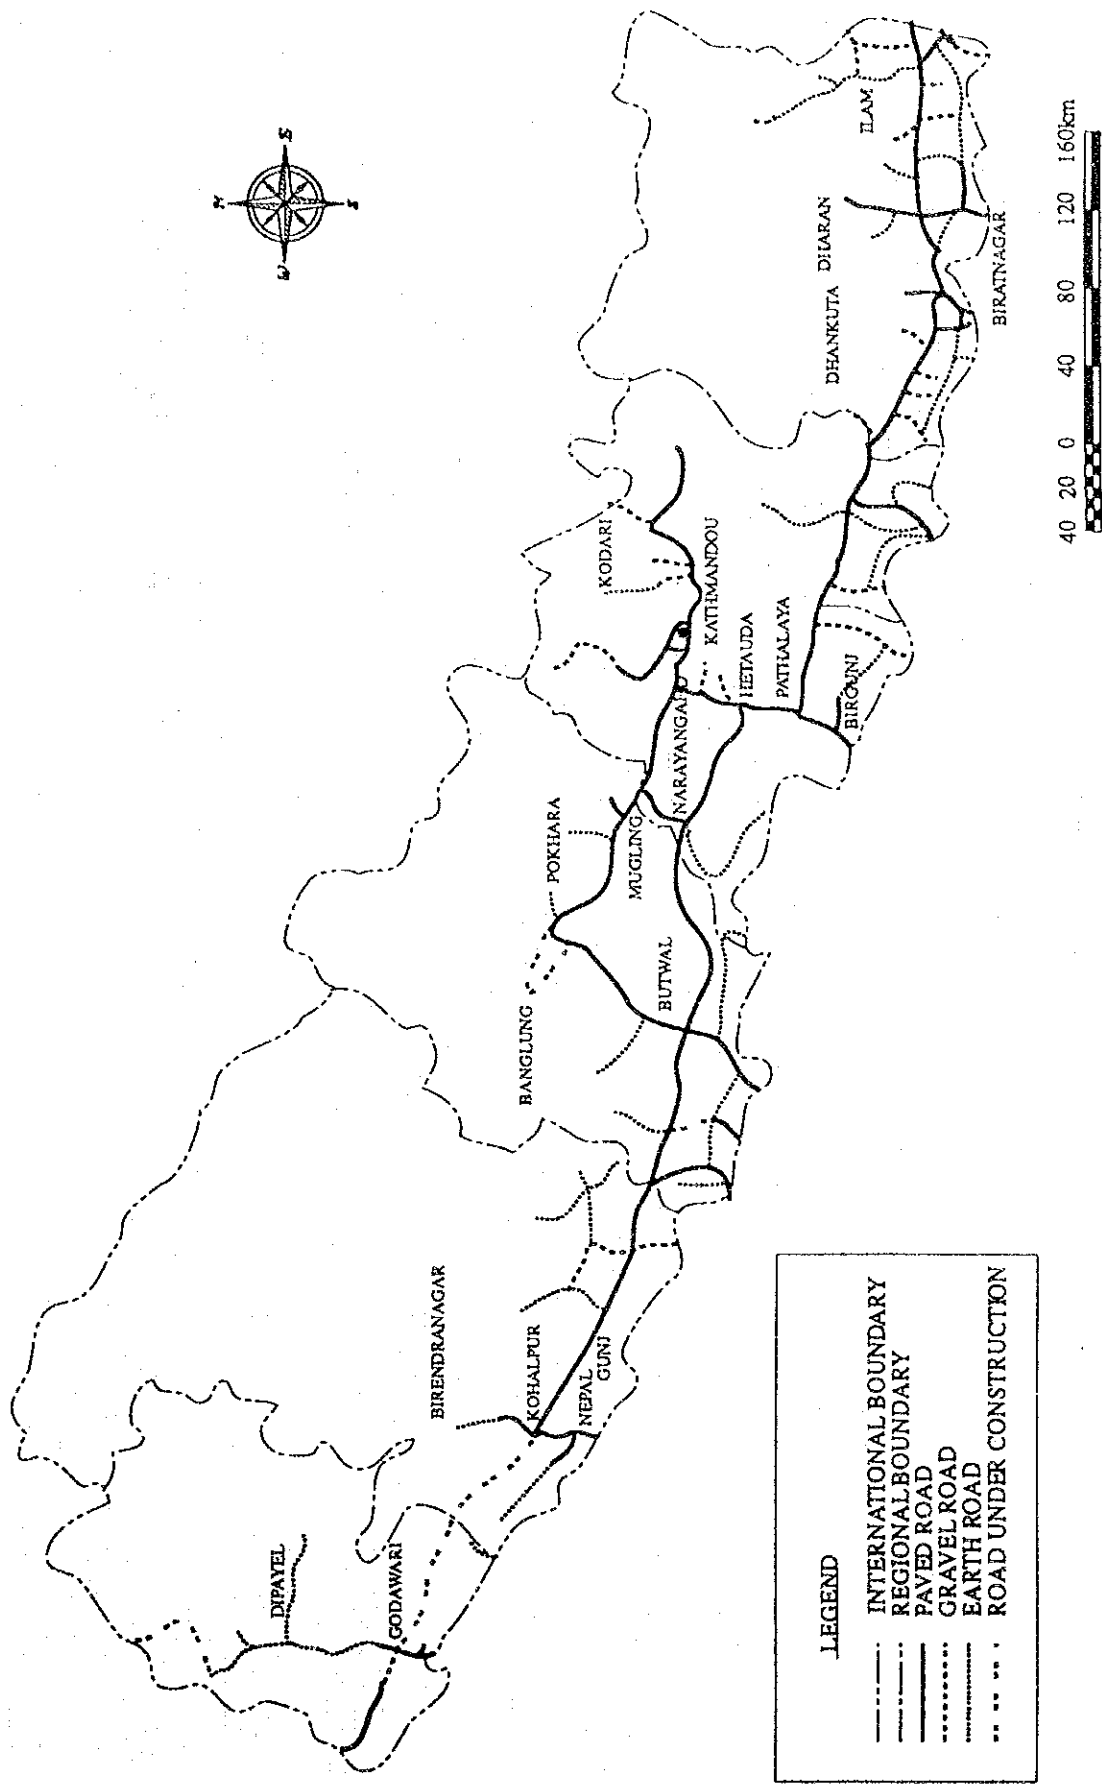 N
E
S
W
DIPAYEL
GODAWARI
BIRENDRANAGAR
KOHALPUR
NEPAL
GUNJ
BANGLUNG
POKHARA
BUTWAL
MUGLING
KODARI
KATHMANDOU
HETAUDA
PATHALAYA
DHANKUTA
DHARAN
BIRATNAGAR
ILAM
LEGEND
INTERNATIONAL BOUNDARY
REGIONAL BOUNDARY
PAVED ROAD
GRAVEL ROAD
EARTH ROAD
ROAD UNDER CONSTRUCTION
40 20 0 40 80 120 160km